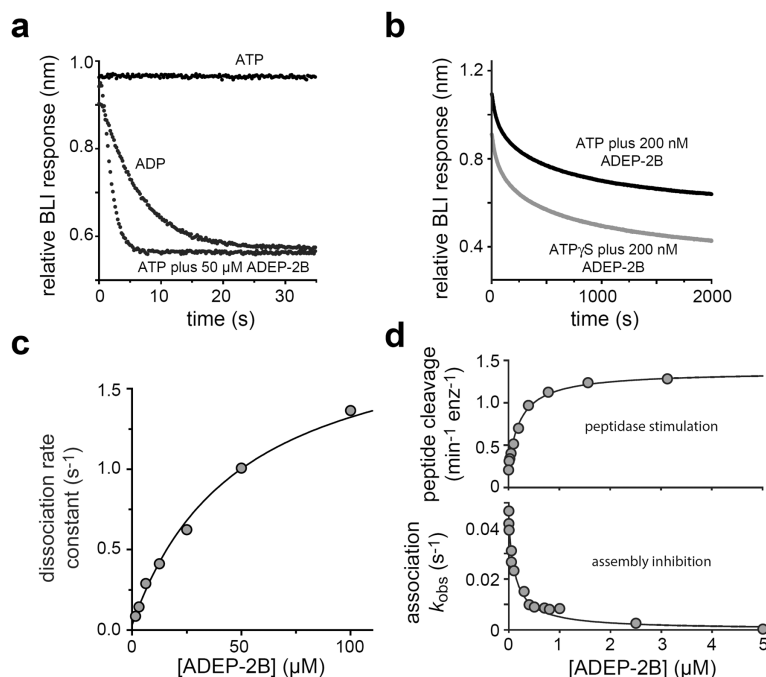 a
relative BLI response (nm)
1.0
0.8
0.6
ATP
ADP
ATP plus 50 µM ADEP-2B
0
10
20
30
time (s)
b
relative BLI response (nm)
1.2
0.8
0.4
ATP plus 200 nM
ADEP-2B
ATPγS plus 200 nM
ADEP-2B
0
1000
2000
time (s)
c
dissociation rate
constant (s-1)
1.5
1.0
0.5
0.0
0
50
100
[ADEP-2B] (µM)
d
peptide cleavage
(min-1 enz-1)
1.5
1.0
0.5
0
peptidase stimulation
association
kobs (s-1)
0.04
0.02
0
assembly inhibition
0
1
2
3
4
5
[ADEP-2B] (µM)